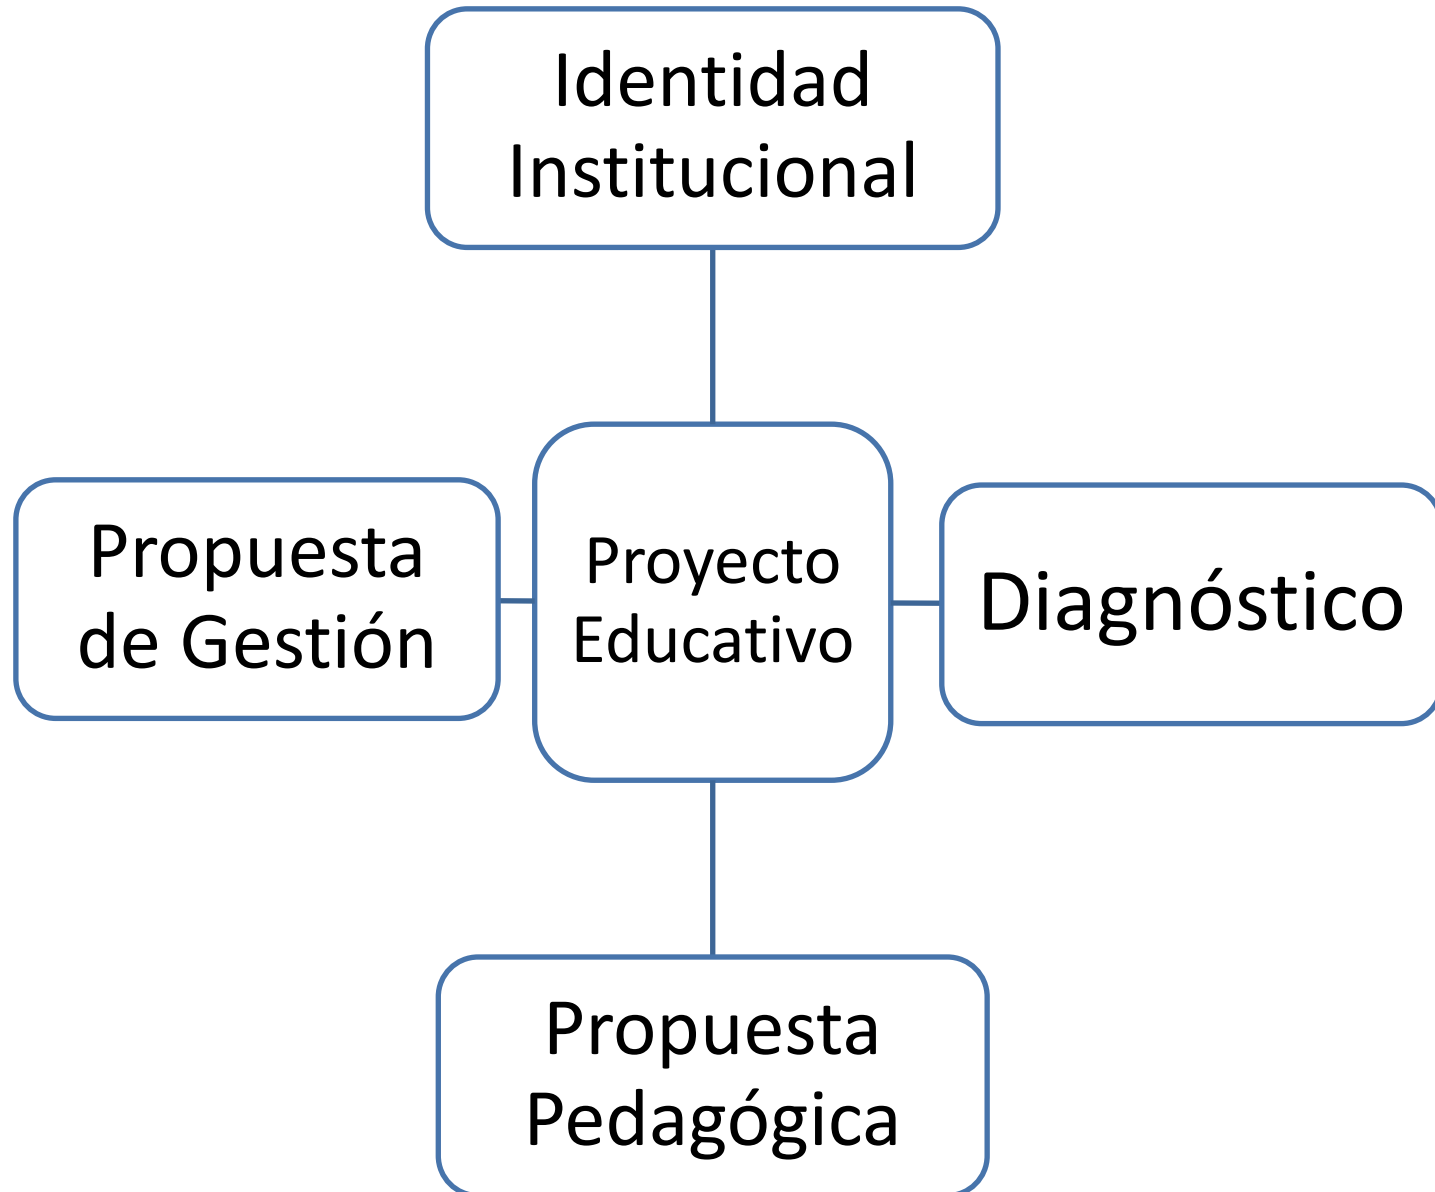 Identidad
Institucional
Propuesta
de Gestión
Proyecto
Educativo
Diagnóstico
Propuesta
Pedagógica